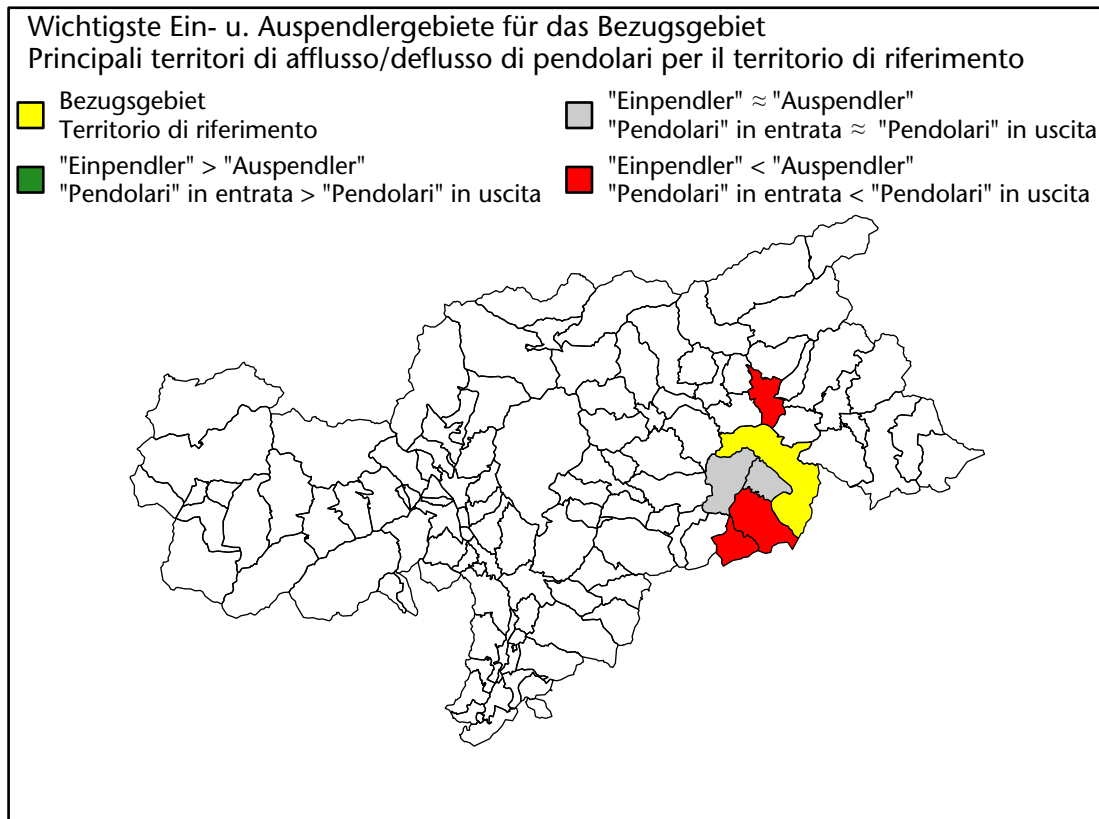 Wichtigste Ein- u. Auspendlergebiete für das Bezugsgebiet
Principali territori di afflusso/deflusso di pendolari per il territorio di riferimento
Bezugsgebiet
Territorio di riferimento
"Einpendler" > "Auspendler"
"Pendolari" in entrata > "Pendolari" in uscita
"Einpendler" ≈ "Auspendler"
"Pendolari" in entrata ≈ "Pendolari" in uscita
"Einpendler" < "Auspendler"
"Pendolari" in entrata < "Pendolari" in uscita